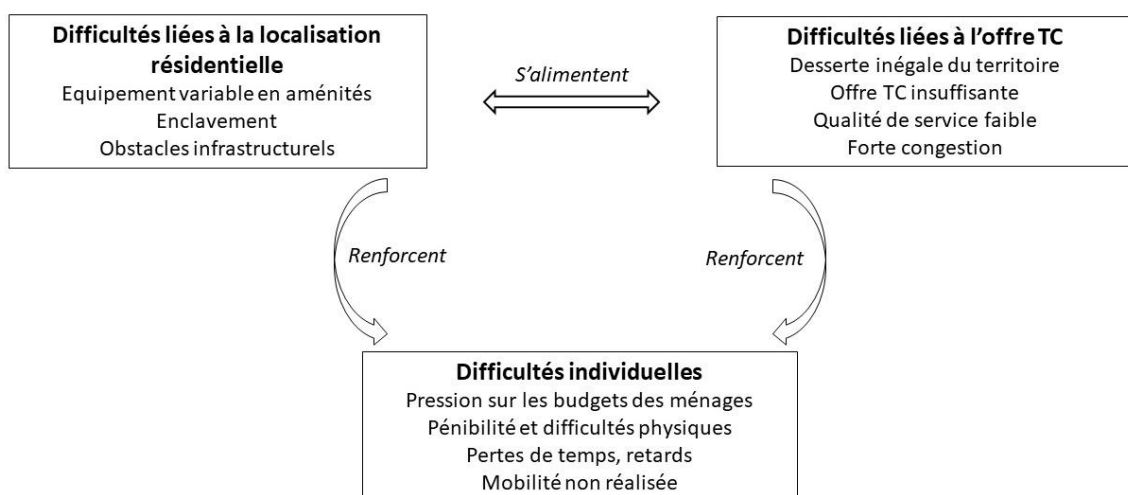 Difficultés liées à la localisation
résidentielle
Equipement variable en aménités
Enclavement
Obstacles infrastructurels
S'alimentent
Difficultés liées à l'offre TC
Desserte inégale du territoire
Offre TC insuffisante
Qualité de service faible
Forte congestion
Renforcent
Renforcent
Difficultés individuelles
Pression sur les budgets des ménages
Pénibilité et difficultés physiques
Pertes de temps, retards
Mobilité non réalisée